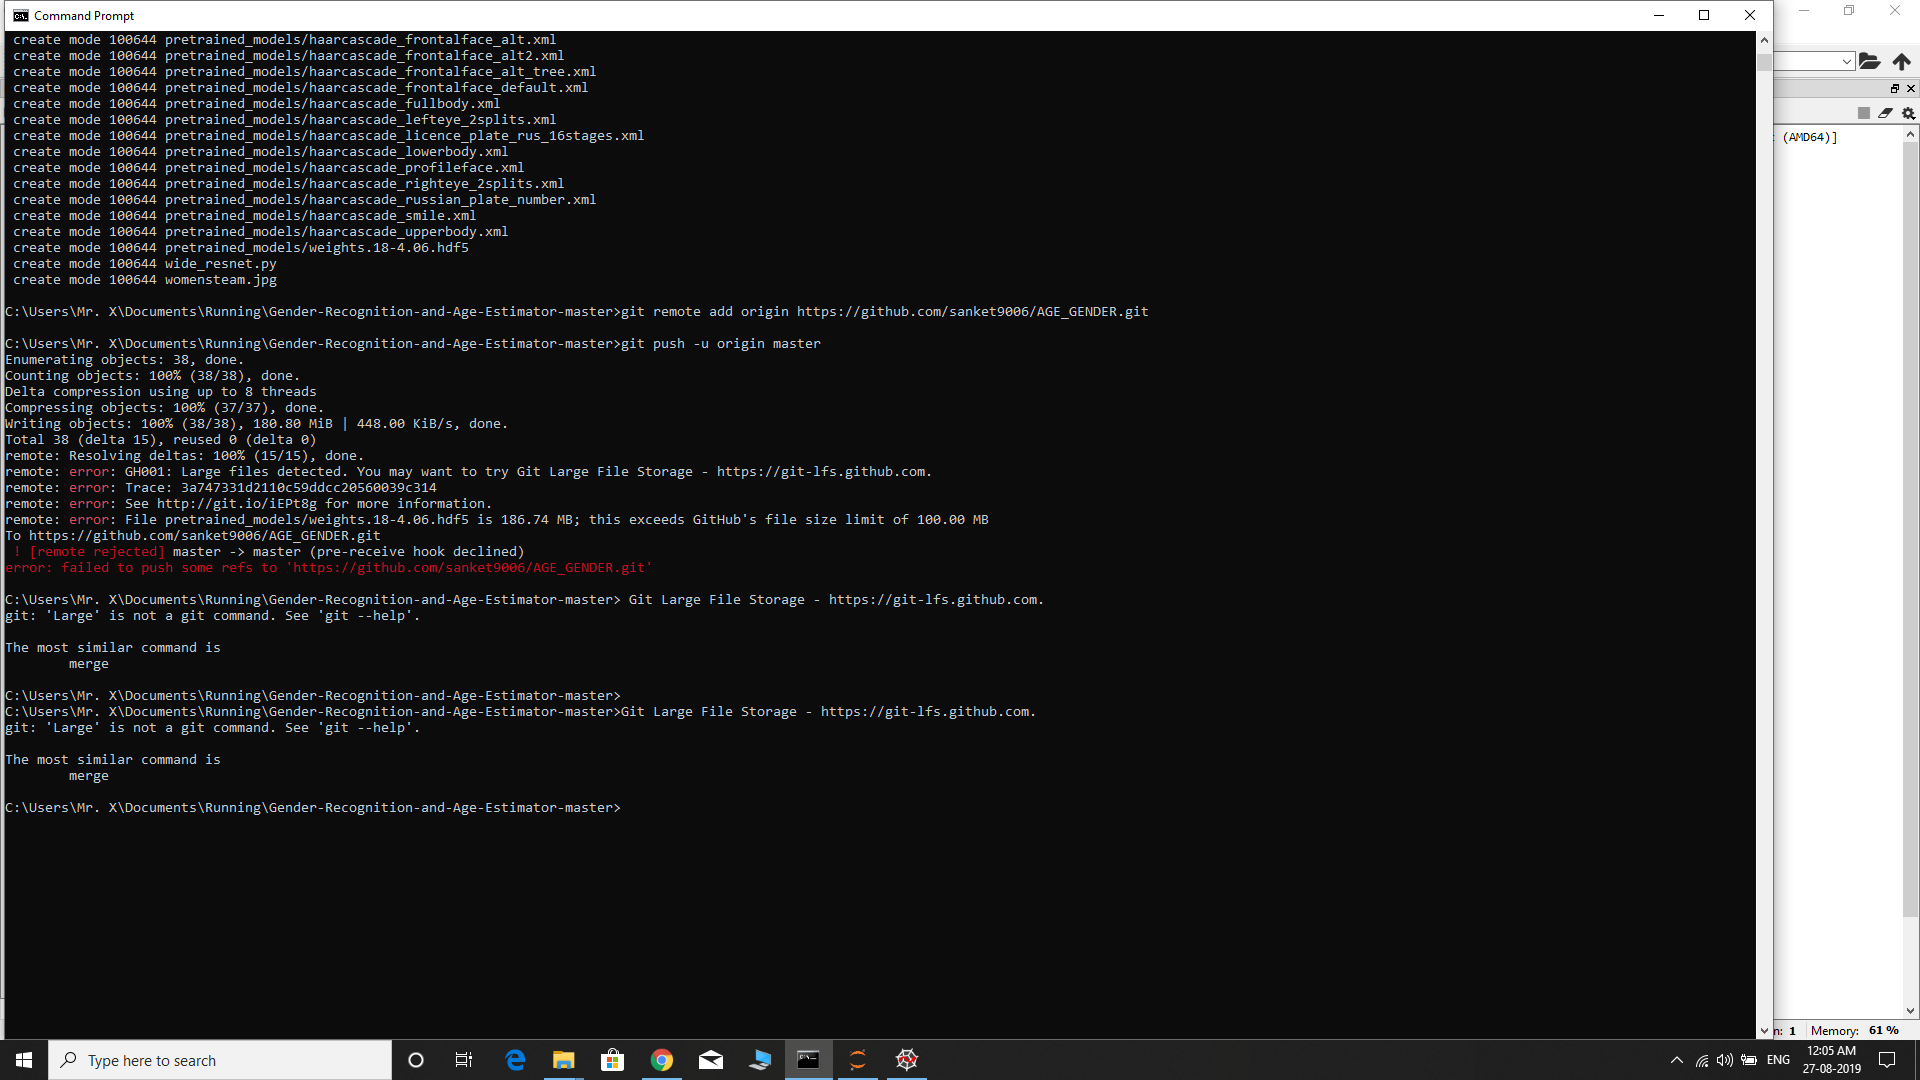 Command Prompt
create mode 100644 pretrained_models/haarcascade_frontalface_alt.xml
create mode 100644 pretrained_models/haarcascade_frontalface_alt2.xml
create mode 100644 pretrained_models/haarcascade_frontalface_alt_tree.xml
create mode 100644 pretrained_models/haarcascade_frontalface_default.xml
create mode 100644 pretrained_models/haarcascade_fullbody.xml
create mode 100644 pretrained_models/haarcascade_lefteye_2splits.xml
create mode 100644 pretrained_models/haarcascade_licence_plate_rus_16stages.xml
create mode 100644 pretrained_models/haarcascade_lowerbody.xml
create mode 100644 pretrained_models/haarcascade_profileface.xml
create mode 100644 pretrained_models/haarcascade_righteye_2splits.xml
create mode 100644 pretrained_models/haarcascade_russian_plate_number.xml
create mode 100644 pretrained_models/haarcascade_smile.xml
create mode 100644 pretrained_models/haarcascade_upperbody.xml
create mode 100644 pretrained_models/weights.18-4.06.hdf5
create mode 100644 wide_resnet.py
create mode 100644 womensteam.jpg
C:\Users\Mr. X\Documents\Running\Gender-Recognition-and-Age-Estimator-master>git remote add origin https://github.com/sanket9006/AGE_GENDER.git
C:\Users\Mr. X\Documents\Running\Gender-Recognition-and-Age-Estimator-master>git push -u origin master
Enumerating objects: 38, done.
Counting objects: 100% (38/38), done.
Delta compression using up to 8 threads
Compressing objects: 100% (37/37), done.
Writing objects: 100% (38/38), 180.80 MiB | 448.00 KiB/s, done.
Total 38 (delta 15), reused 0 (delta 0)
remote: Resolving deltas: 100% (15/15), done.
remote: error: GH001: Large files detected. You may want to try Git Large File Storage - https://git-lfs.github.com.
remote: error: Trace: 3a747331d2110c59ddcc20560039c314
remote: error: See http://git.io/iEPt8g for more information.
remote: error: File pretrained_models/weights.18-4.06.hdf5 is 186.74 MB; this exceeds GitHub's file size limit of 100.00 MB
To https://github.com/sanket9006/AGE_GENDER.git
! [remote rejected] master -> master (pre-receive hook declined)
error: failed to push some refs to 'https://github.com/sanket9006/AGE_GENDER.git'
C:\Users\Mr. X\Documents\Running\Gender-Recognition-and-Age-Estimator-master> Git Large File Storage - https://git-lfs.github.com.
git: 'Large' is not a git command. See 'git --help'.
The most similar command is
merge
C:\Users\Mr. X\Documents\Running\Gender-Recognition-and-Age-Estimator-master>
C:\Users\Mr. X\Documents\Running\Gender-Recognition-and-Age-Estimator-master>Git Large File Storage - https://git-lfs.github.com.
git: 'Large' is not a git command. See 'git --help'.
The most similar command is
merge
C:\Users\Mr. X\Documents\Running\Gender-Recognition-and-Age-Estimator-master>
(AMD64)]
n: 1 Memory: 61 %
Type here to search
ENG
12:05 AM
27-08-2019